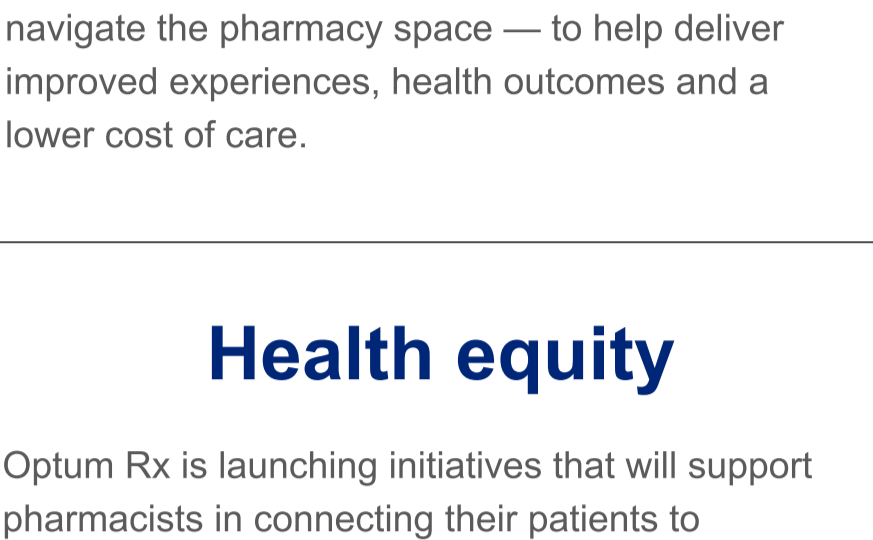 navigate the pharmacy space — to help deliver
improved experiences, health outcomes and a
lower cost of care.
Health equity
Optum Rx is launching initiatives that will support
pharmacists in connecting their patients to